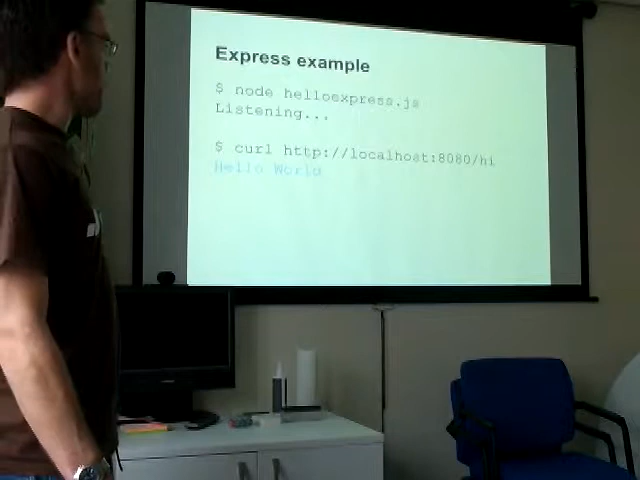 Express example
$ node helloexpress.js
Listening...
$ curl http://localhost:8080/hi
Hello World